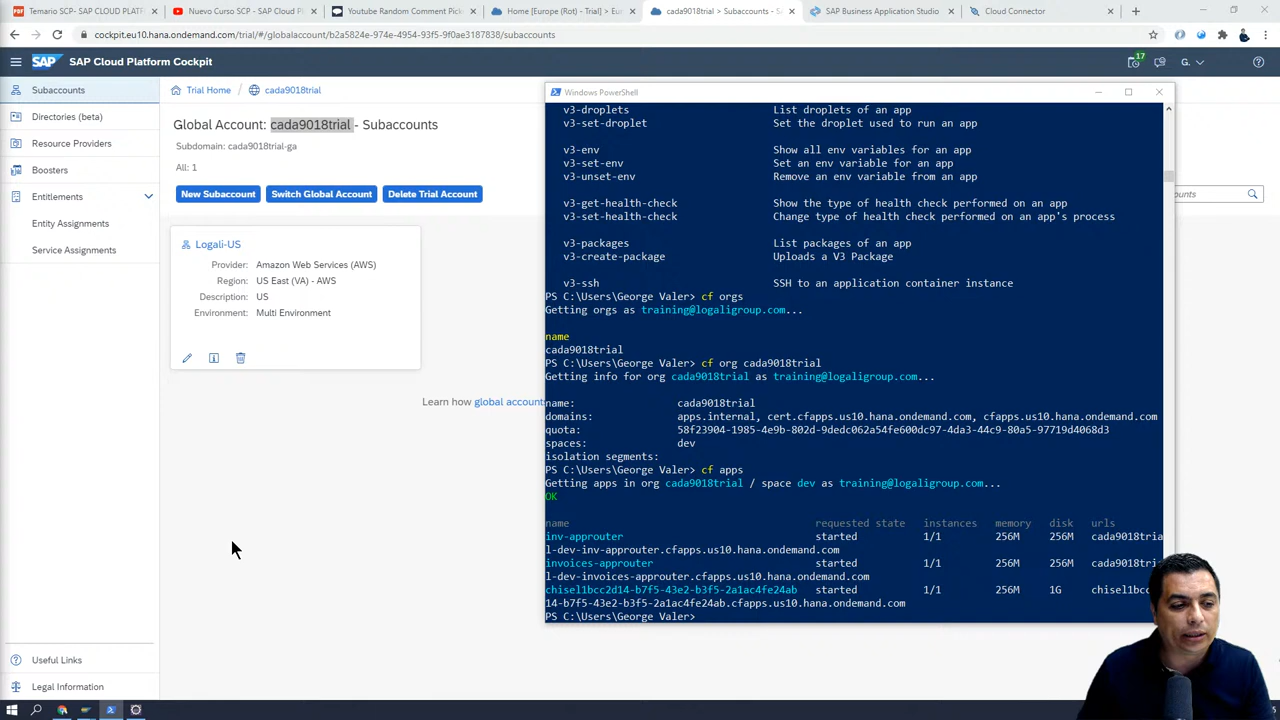 Temario SCP- SAP CLOUD PLATFO
Nuevo Curso SCP - SAP Cloud P
Youtube Random Comment Pick
Home [Europe (Rot) - Trial] > Eu
cada9018trial > Subaccounts - S
SAP Business Application Studio
Cloud Connector
cockpit.eu10.hana.ondemand.com/trial/#/globalaccount/b2a5824e-974e-4954-93f5-9f0ae3187838/subaccounts
SAP
SAP Cloud Platform Cockpit
17
G.
Subaccounts
Directories (beta)
Resource Providers
Boosters
Entitlements
Entity Assignments
Service Assignments
Useful Links
Legal Information
Trial Home / cada9018trial
Global Account: cada9018trial - Subaccounts
Subdomain: cada9018trial-ga
All: 1
New Subaccount
Switch Global Account
Delete Trial Account
ounts
Logali-US
Provider: Amazon Web Services (AWS)
Region: US East (VA) - AWS
Description: US
Environment: Multi Environment
Learn how global account
Windows PowerShell
v3-droplets List droplets of an app
v3-set-droplet Set the droplet used to run an app
v3-env Show all env variables for an app
v3-set-env Set an env variable for an app
v3-unset-env Remove an env variable from an app
v3-get-health-check Show the type of health check performed on an app
v3-set-health-check Change type of health check performed on an app's process
v3-packages List packages of an app
v3-create-package Uploads a V3 Package
v3-ssh SSH to an application container instance
PS C:\Users\George Valer> cf orgs
Getting orgs as training@logaligroup.com...
name
cada9018trial
PS C:\Users\George Valer> cf org cada9018trial
Getting info for org cada9018trial as training@logaligroup.com...
name: cada9018trial
domains: apps.internal, cert.cfapps.us10.hana.ondemand.com, cfapps.us10.hana.ondemand.com
quota: 58f23904-1985-4e9b-802d-9dedc062a54fe600dc97-4da3-44c9-80a5-97719d4068d3
spaces: dev
isolation segments:
PS C:\Users\George Valer> cf apps
Getting apps in org cada9018trial / space dev as training@logaligroup.com...
OK
name requested state instances memory disk urls
inv-approuter started 1/1 256M 256M cada9018tria
l-dev-inv-approuter.cfapps.us10.hana.ondemand.com
invoices-approuter started 1/1 256M 256M cada9018tri
l-dev-invoices-approuter.cfapps.us10.hana.ondemand.com
chisel1bcc2d14-b7f5-43e2-b3f5-2a1ac4fe24ab started 1/1 256M 1G chisel1bcc
14-b7f5-43e2-b3f5-2a1ac4fe24ab.cfapps.us10.hana.ondemand.com
PS C:\Users\George Valer>